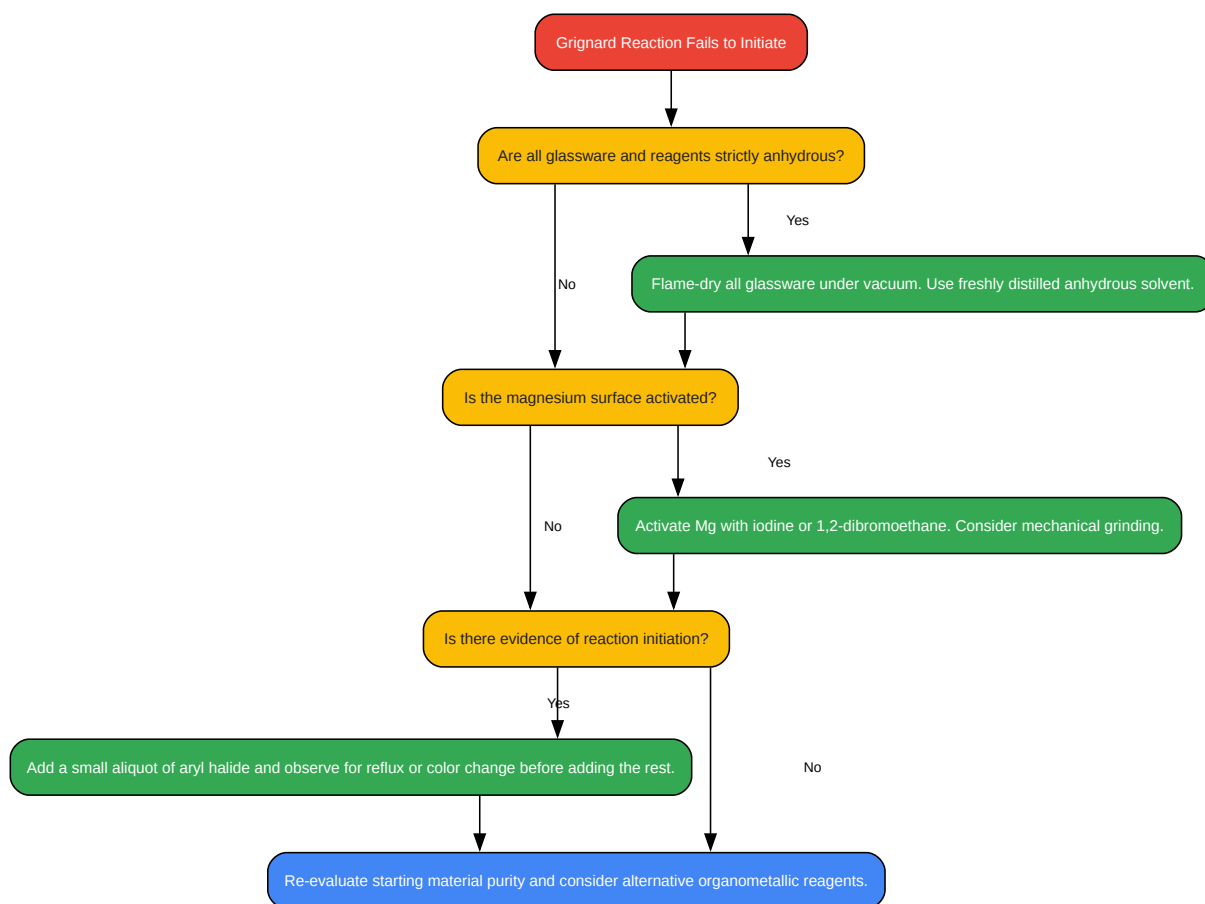 Grignard Reaction Fails to Initiate
Are all glassware and reagents strictly anhydrous?
Yes
No
Flame-dry all glassware under vacuum. Use freshly distilled anhydrous solvent.
Is the magnesium surface activated?
Yes
No
Activate Mg with iodine or 1,2-dibromoethane. Consider mechanical grinding.
Is there evidence of reaction initiation?
Yes
Add a small aliquot of aryl halide and observe for reflux or color change before adding the rest.
No
Re-evaluate starting material purity and consider alternative organometallic reagents.